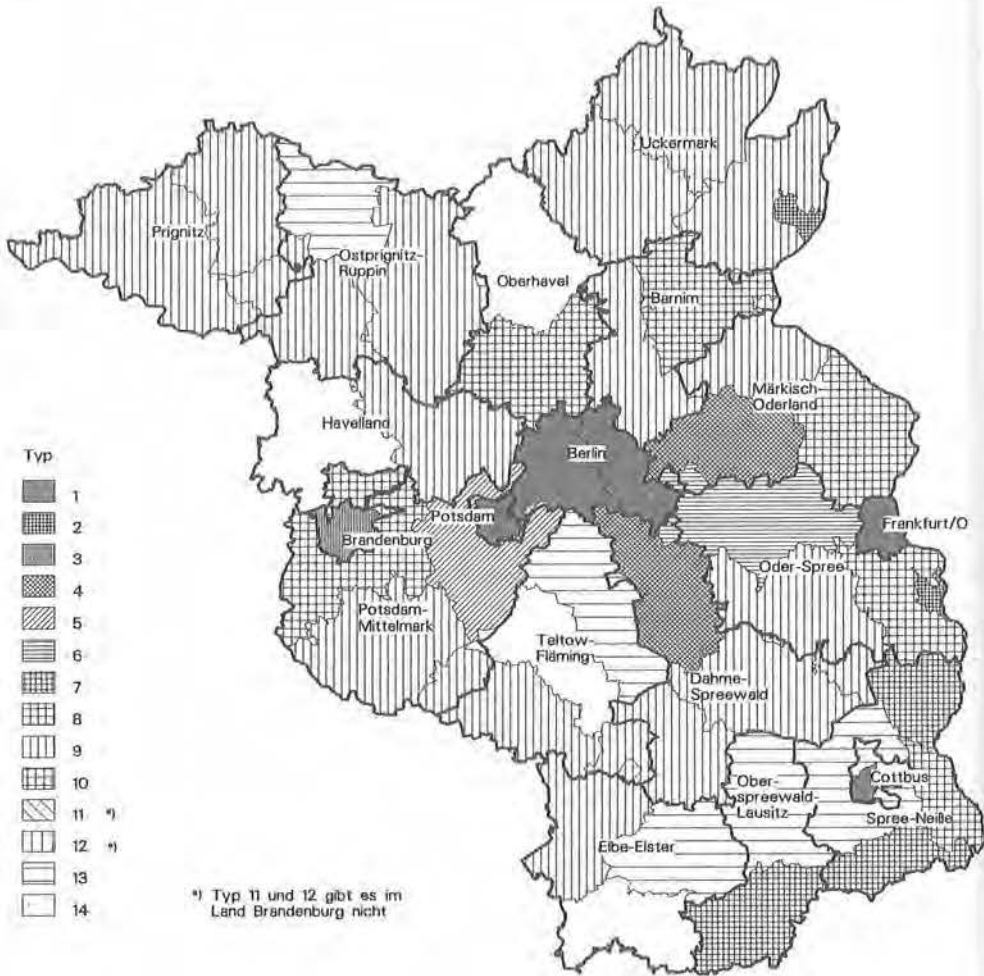 Uckermark
Prignitz
Ostprignitz-
Ruppin
Oberhavel
Barnim
Märkisch-
Oderland
Havelland
Berlin
Potsdam
Brandenburg
Frankfurt/O
Oder-Spree
Potsdam-
Mittelmark
Teltow-
Fläming
Dahme-
Spreewald
Ober-
spreewald-
Lausitz
Cottbus
Spree-Neiße
Elbe-Elster
Typ
1
2
3
4
5
6
7
8
9
10
11 *)
12 *)
13
14
*) Typ 11 und 12 gibt es im
Land Brandenburg nicht